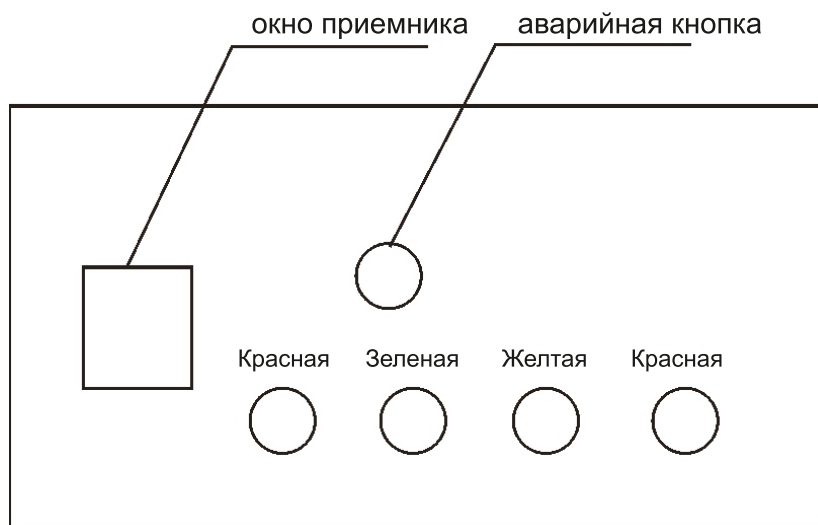 окно приемника
аварийная кнопка
Красная Зеленая Желтая Красная